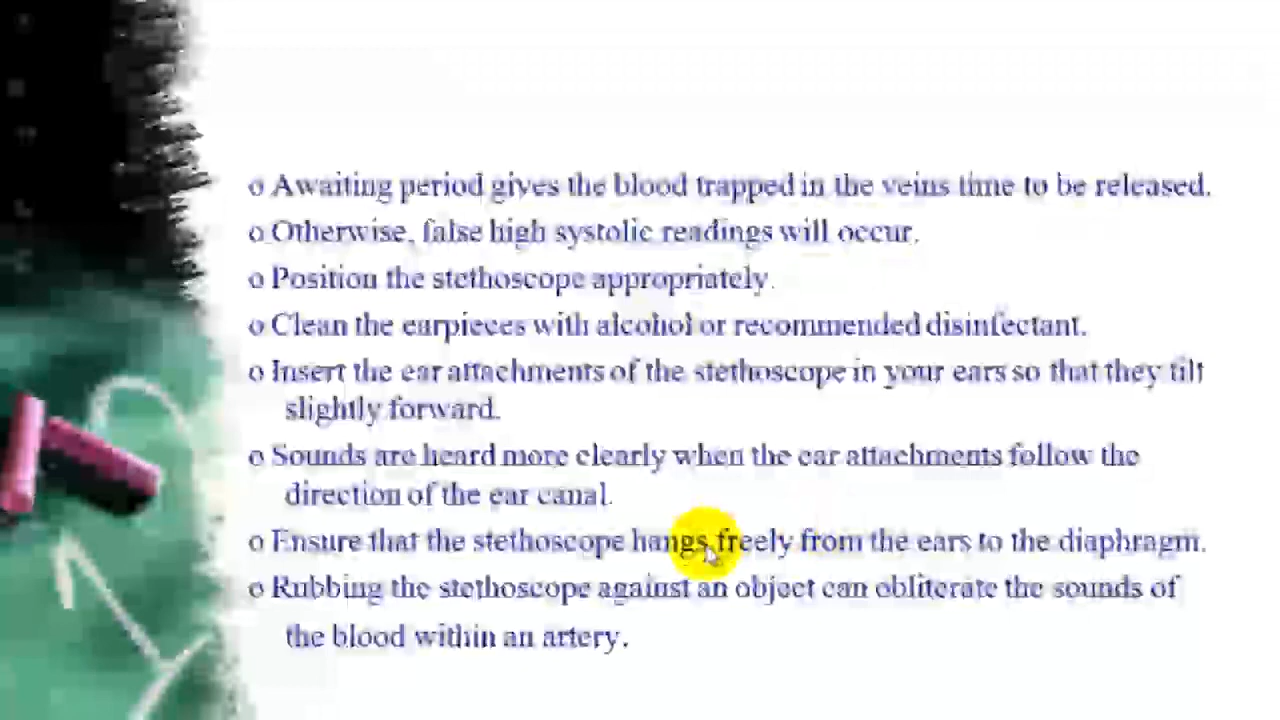 o Awaiting period gives the blood trapped in the veins time to be released.
o Otherwise, false high systolic readings will occur.
o Position the stethoscope appropriately.
o Clean the earpieces with alcohol or recommended disinfectant.
o Insert the ear attachments of the stethoscope in your ears so that they tilt
slightly forward.
o Sounds are heard more clearly when the ear attachments follow the
direction of the ear canal.
o Ensure that the stethoscope hangs freely from the ears to the diaphragm.
o Rubbing the stethoscope against an object can obliterate the sounds of
the blood within an artery.